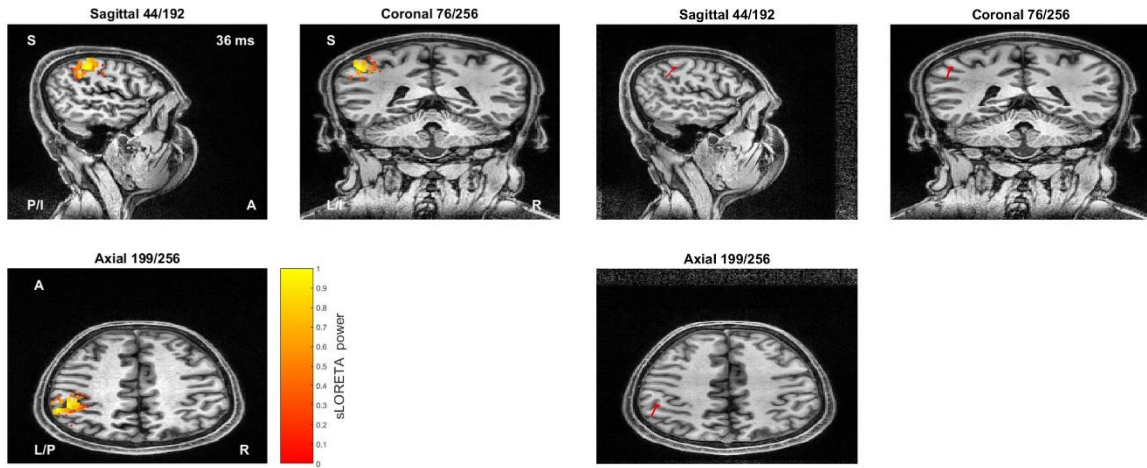 Sagittal 44/192
S
36 ms
P/I
A
Coronal 76/256
S
L/I
R
Sagittal 44/192
Coronal 76/256
Axial 199/256
A
L/P
R
1
0.9
0.8
0.7
0.6
0.5
0.4
0.3
0.2
0.1
0
sLORETA power
Axial 199/256